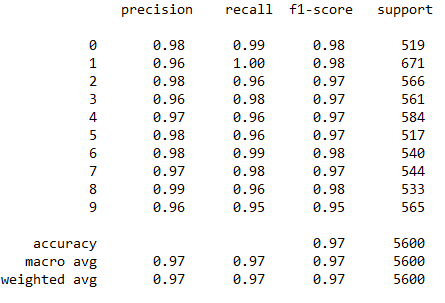 precision recall f1-score support
0 0.98 0.99 0.98 519
1 0.96 1.00 0.98 671
2 0.98 0.96 0.97 566
3 0.96 0.98 0.97 561
4 0.97 0.96 0.97 584
5 0.98 0.96 0.97 517
6 0.98 0.99 0.98 540
7 0.97 0.98 0.97 544
8 0.99 0.96 0.98 533
9 0.96 0.95 0.95 565
accuracy 0.97 5600
macro avg 0.97 0.97 0.97 5600
weighted avg 0.97 0.97 0.97 5600